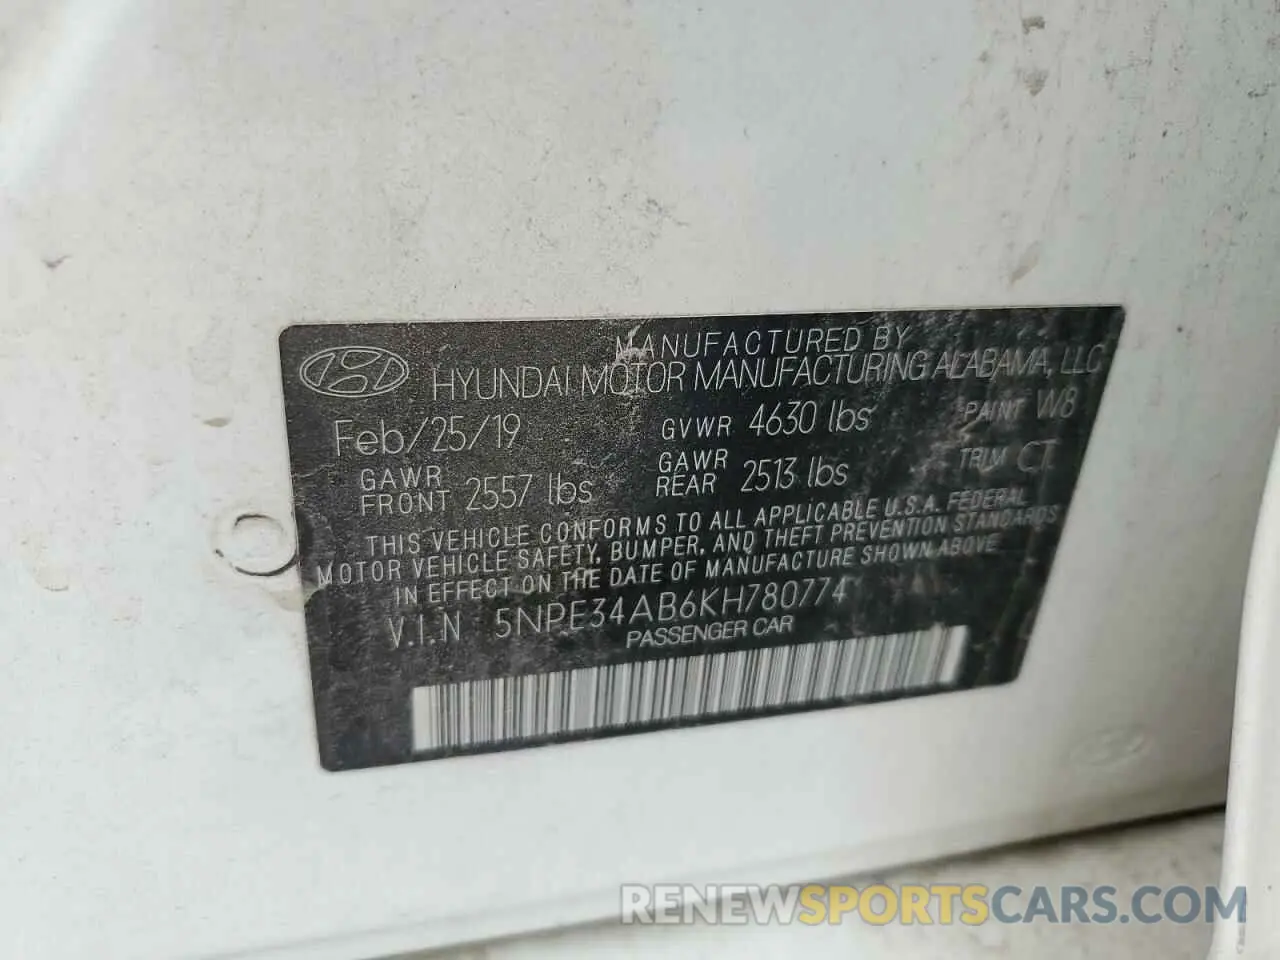 MANUFACTURED BY
HYUNDAI MOTOR MANUFACTURING ALABAMA, LLC
Feb/25/19 GVWR 4630 lbs PAINT W8
GAWR FRONT 2557 lbs GAWR REAR 2513 lbs TRIM CT
THIS VEHICLE CONFORMS TO ALL APPLICABLE U.S.A. FEDERAL
MOTOR VEHICLE SAFETY, BUMPER, AND THEFT PREVENTION STANDARDS
IN EFFECT ON THE DATE OF MANUFACTURE SHOWN ABOVE
V.I.N 5NPE34AB6KH780774
PASSENGER CAR
RENEWSPORTSCARS.COM